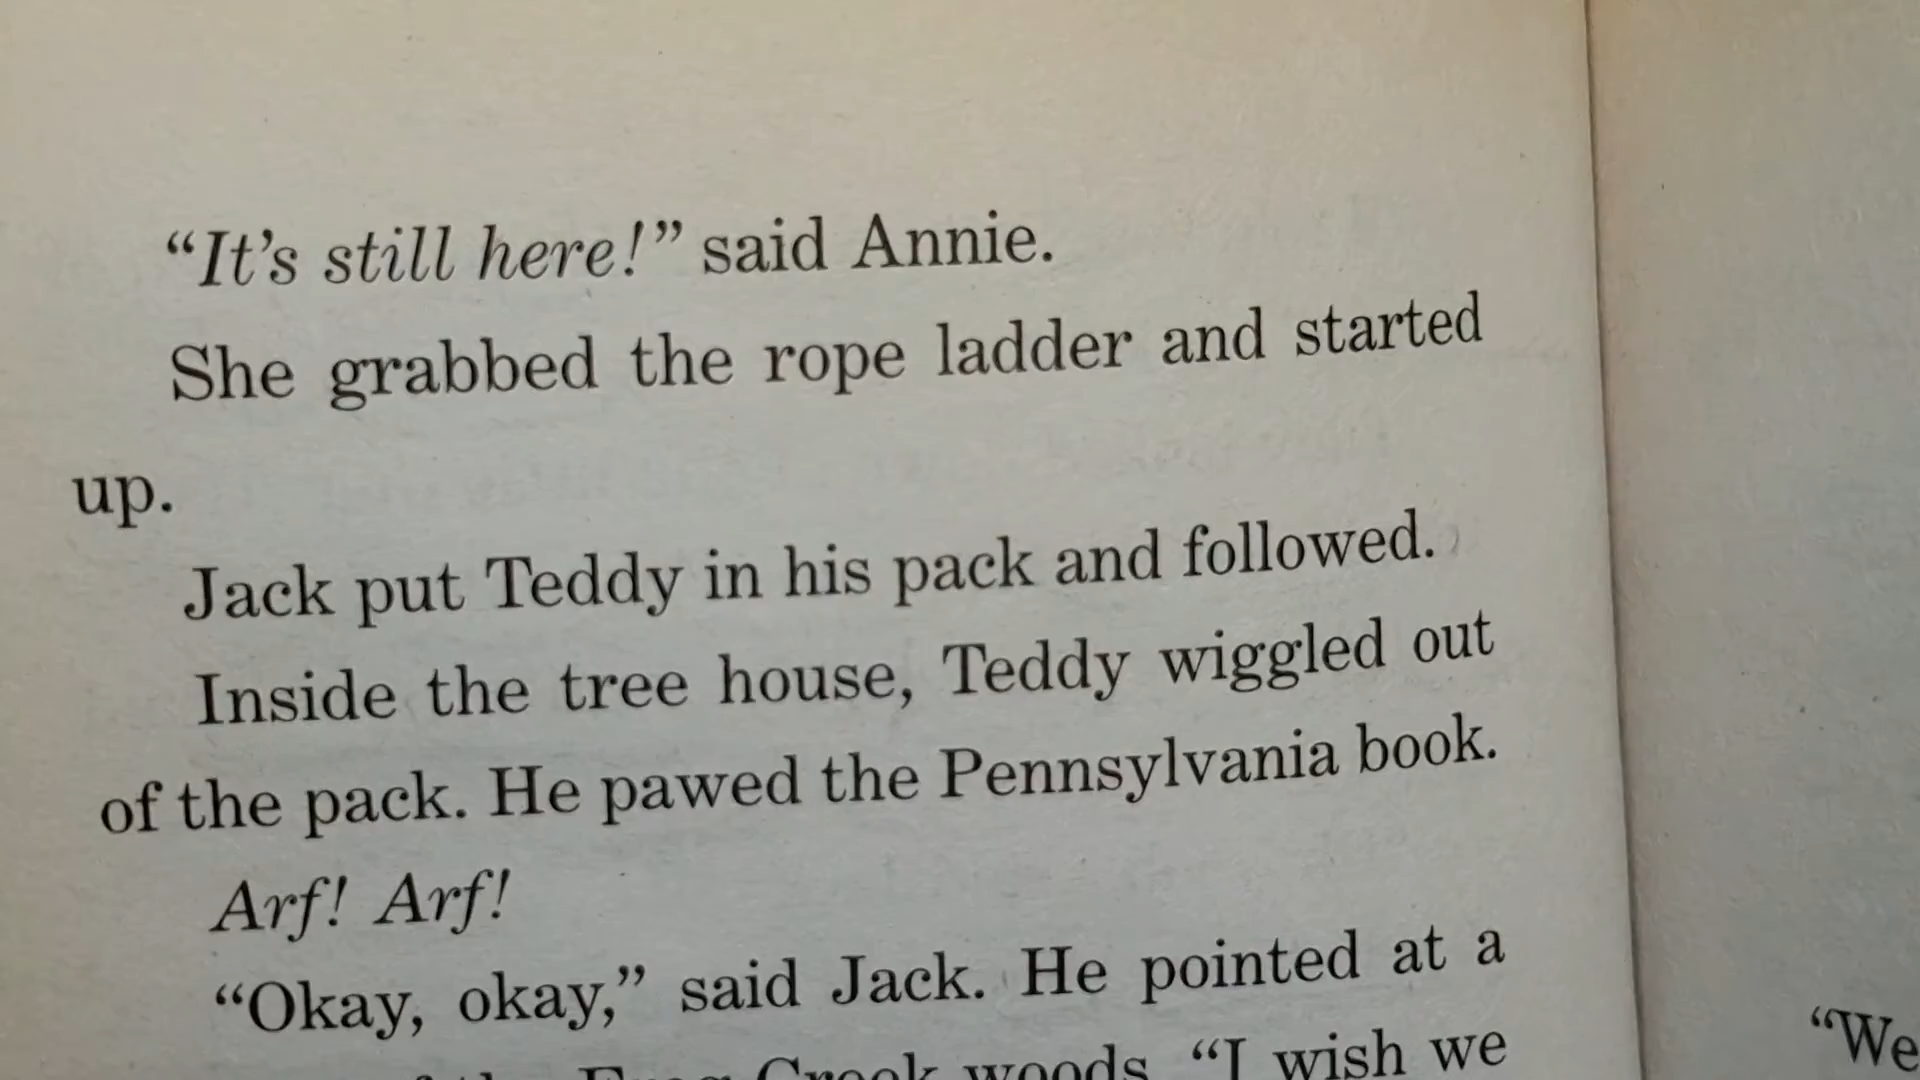 “It’s still here!” said Annie.
She grabbed the rope ladder and started
up.
Jack put Teddy in his pack and followed.
Inside the tree house, Teddy wiggled out
of the pack. He pawed the Pennsylvania book.
Arf! Arf!
“Okay, okay,” said Jack. He pointed at a
Creek woods. “I wish we
“We